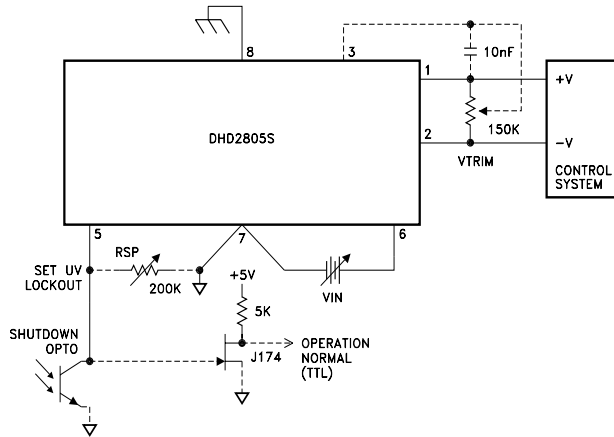 8
3
10nF
1
+V
DHD2805S
150K
2
-V
VTRIM
CONTROL
SYSTEM
5
7
6
RSP
SET UV
LOCKOUT
200K
+5V
VIN
5K
SHUTDOWN
OPTO
J174
OPERATION
NORMAL
(TTL)